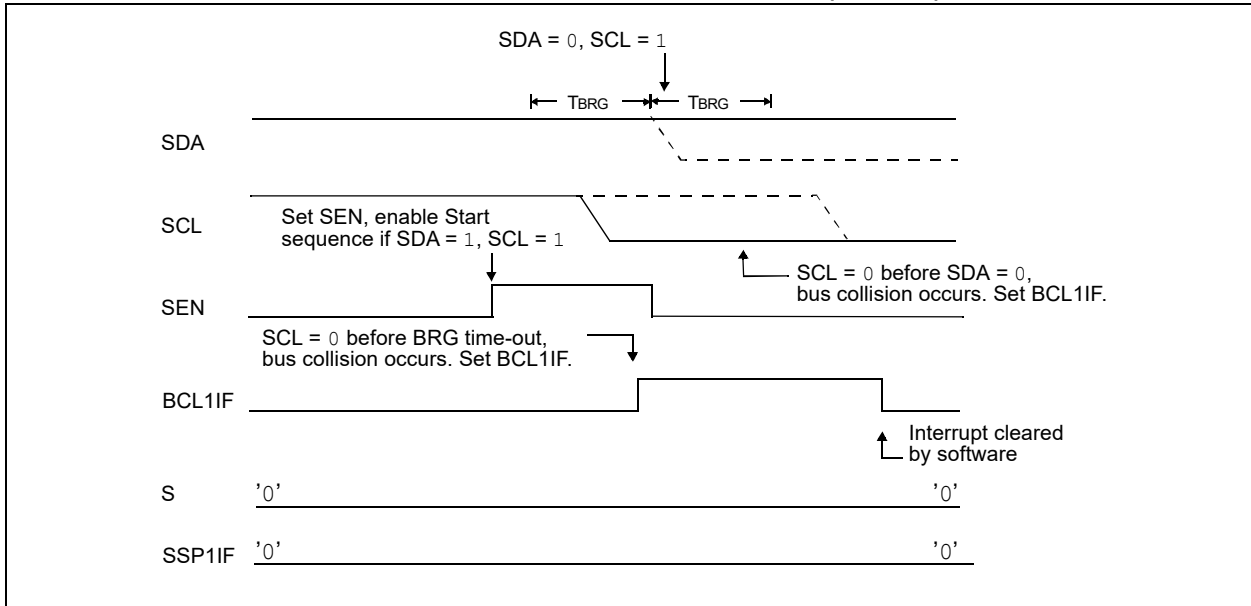 SDA = 0, SCL = 1
TBRG TBRG
SDA
SCL
Set SEN, enable Start
sequence if SDA = 1, SCL = 1
SCL = 0 before SDA = 0,
bus collision occurs. Set BCL1IF.
SEN
SCL = 0 before BRG time-out,
bus collision occurs. Set BCL1IF.
BCL1IF
Interrupt cleared
by software
S '0' '0'
SSP1IF '0' '0'